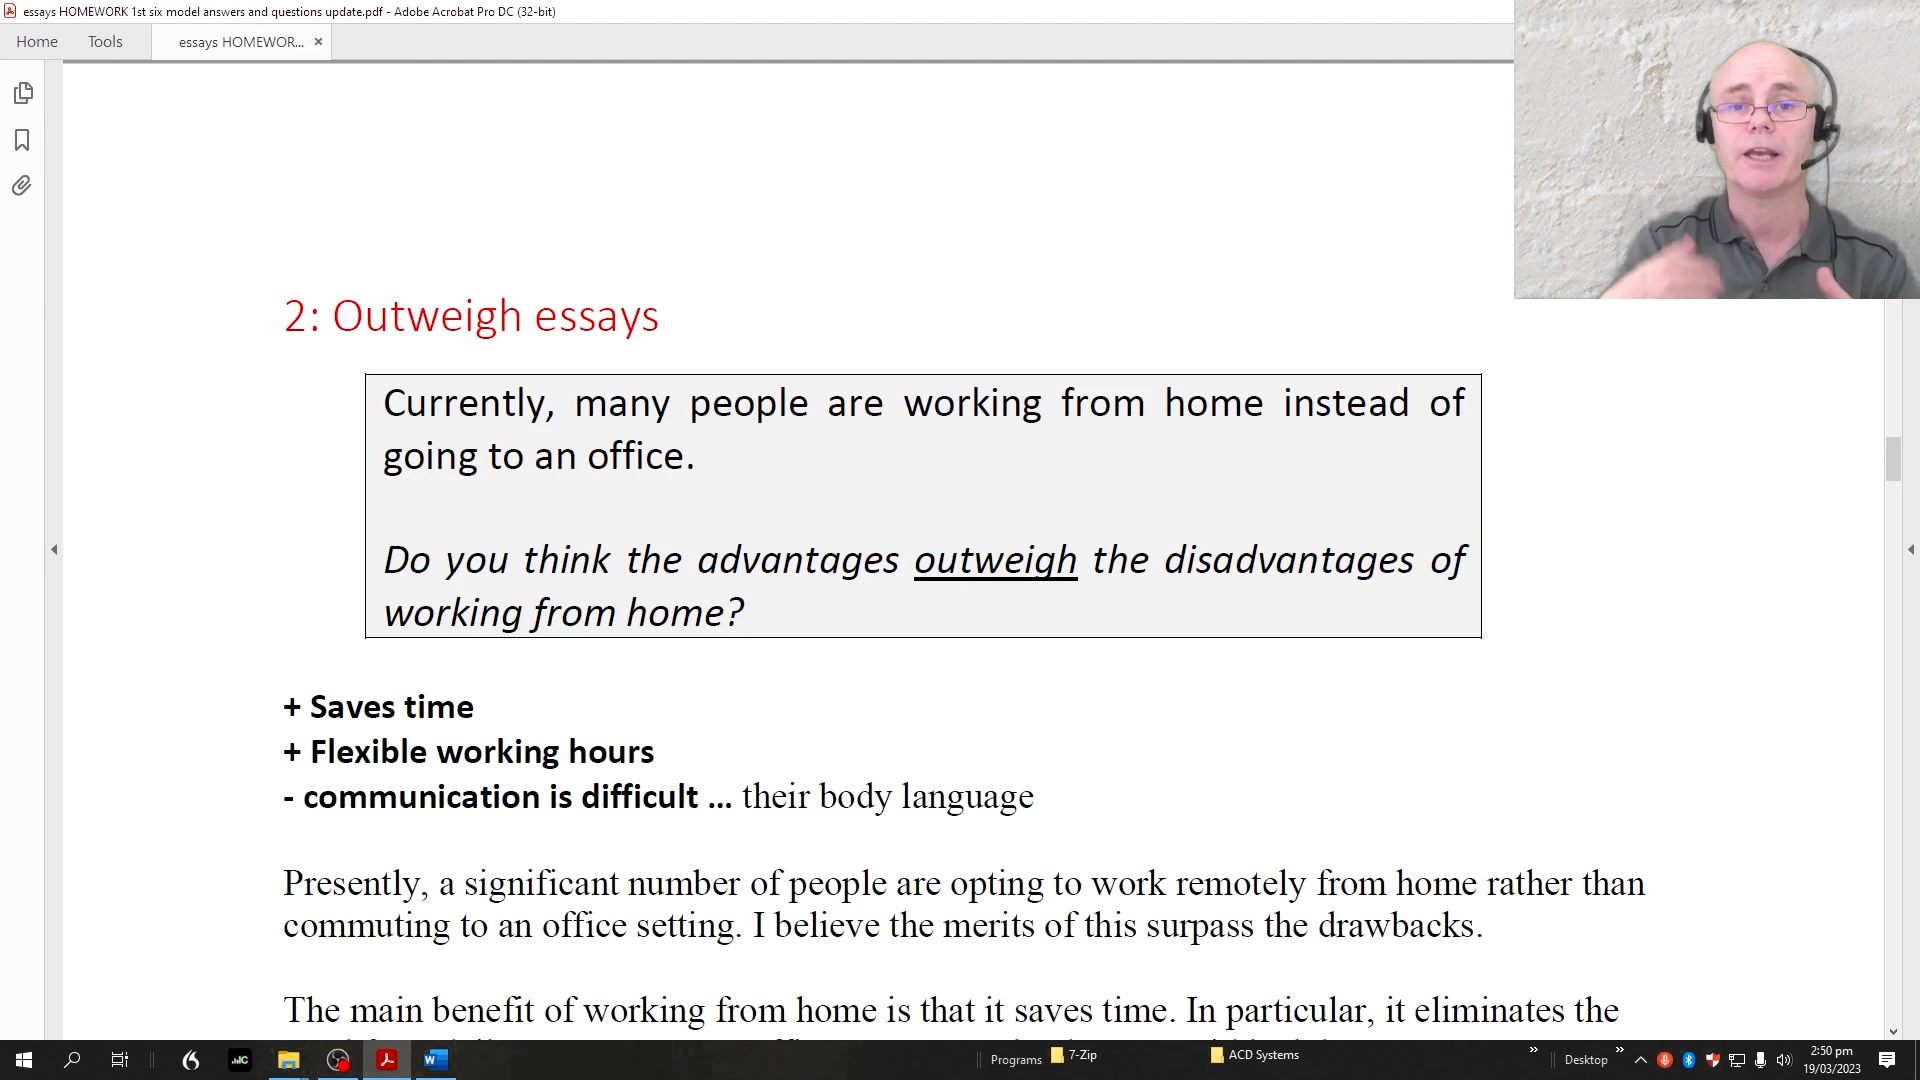 essays HOMEWORK 1st six model answers and questions update.pdf - Adobe Acrobat Pro DC (32-bit)
Home
Tools
essays HOMEWOR...
2: Outweigh essays
Currently, many people are working from home instead of
going to an office.
Do you think the advantages outweigh the disadvantages of
working from home?
+ Saves time
+ Flexible working hours
- communication is difficult ... their body language
Presently, a significant number of people are opting to work remotely from home rather than
commuting to an office setting. I believe the merits of this surpass the drawbacks.
The main benefit of working from home is that it saves time. In particular, it eliminates the
Programs
7-Zip
ACD Systems
Desktop
2:50 pm
19/03/2023